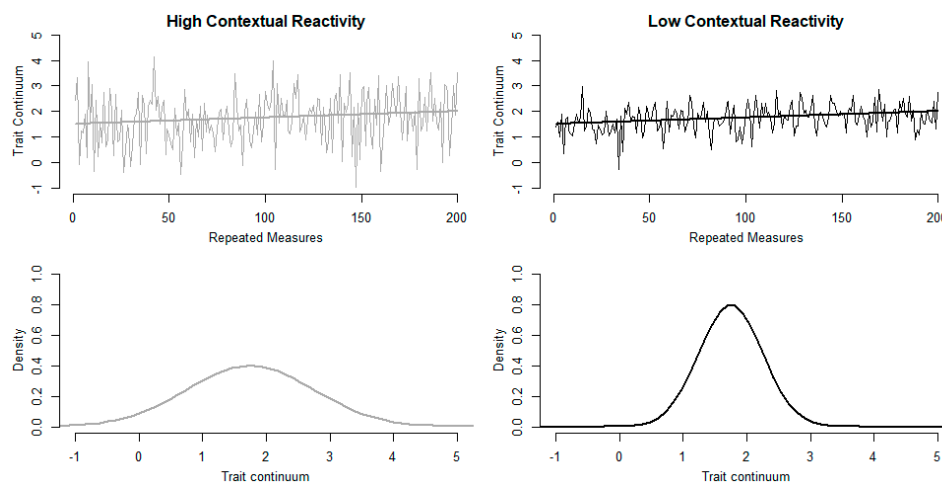 High Contextual Reactivity
Trait Continuum
-1 0 1 2 3 4 5
0 50 100 150 200
Repeated Measures
Low Contextual Reactivity
Trait Continuum
-1 0 1 2 3 4 5
0 50 100 150 200
Repeated Measures
Density
0.0 0.2 0.4 0.6 0.8 1.0
-1 0 1 2 3 4 5
Trait continuum
Density
0.0 0.2 0.4 0.6 0.8 1.0
-1 0 1 2 3 4 5
Trait continuum